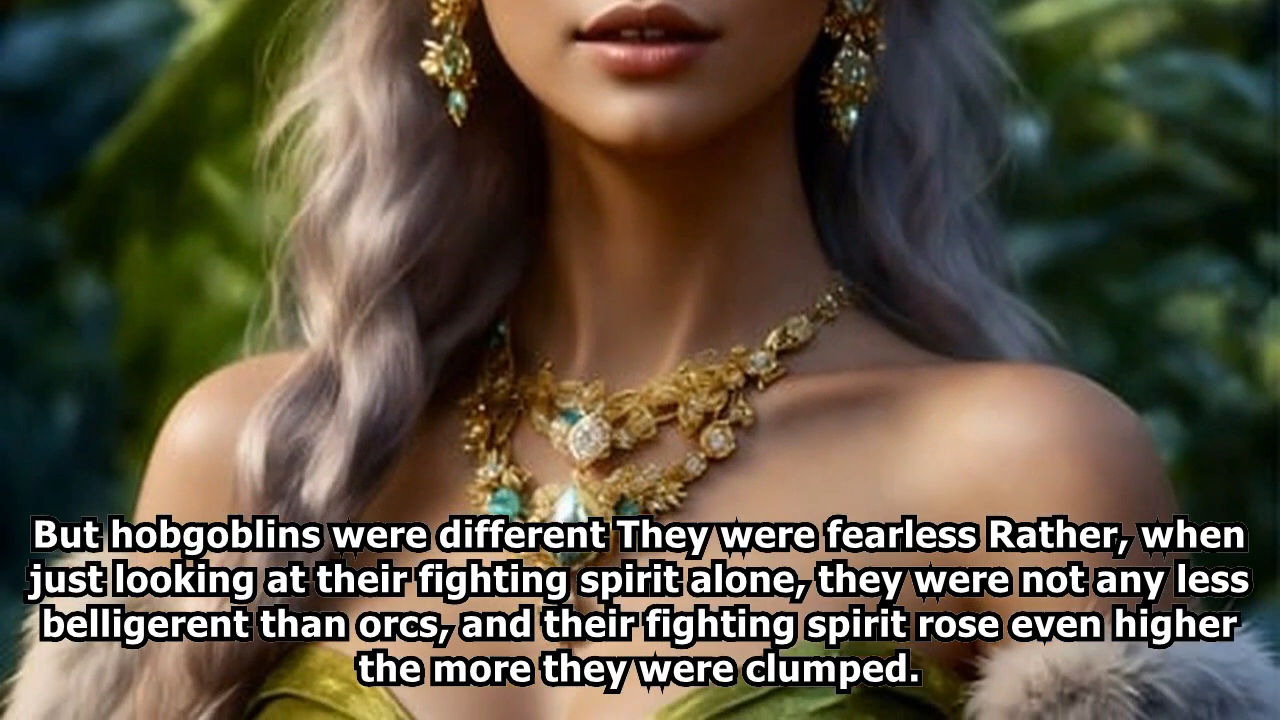 But hobgoblins were different They were fearless Rather, when
just looking at their fighting spirit alone, they were not any less
belligerent than orcs, and their fighting spirit rose even higher
the more they were clumped.